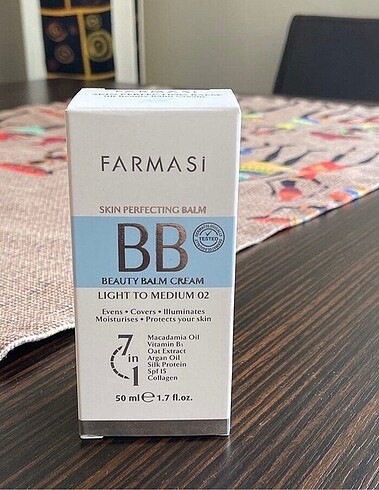 FARMASi
SKIN PERFECTING BALM
BB
TESTED
BEAUTY BALM CREAM
LIGHT TO MEDIUM 02
Evens • Covers • Illuminates
Moisturises • Protects your skin
7 in 1
Macadamia Oil
Vitamin B3
Oat Extract
Argan Oil
Silk Protein
Spf 15
Collagen
50 ml ℮ 1.7 fl.oz.